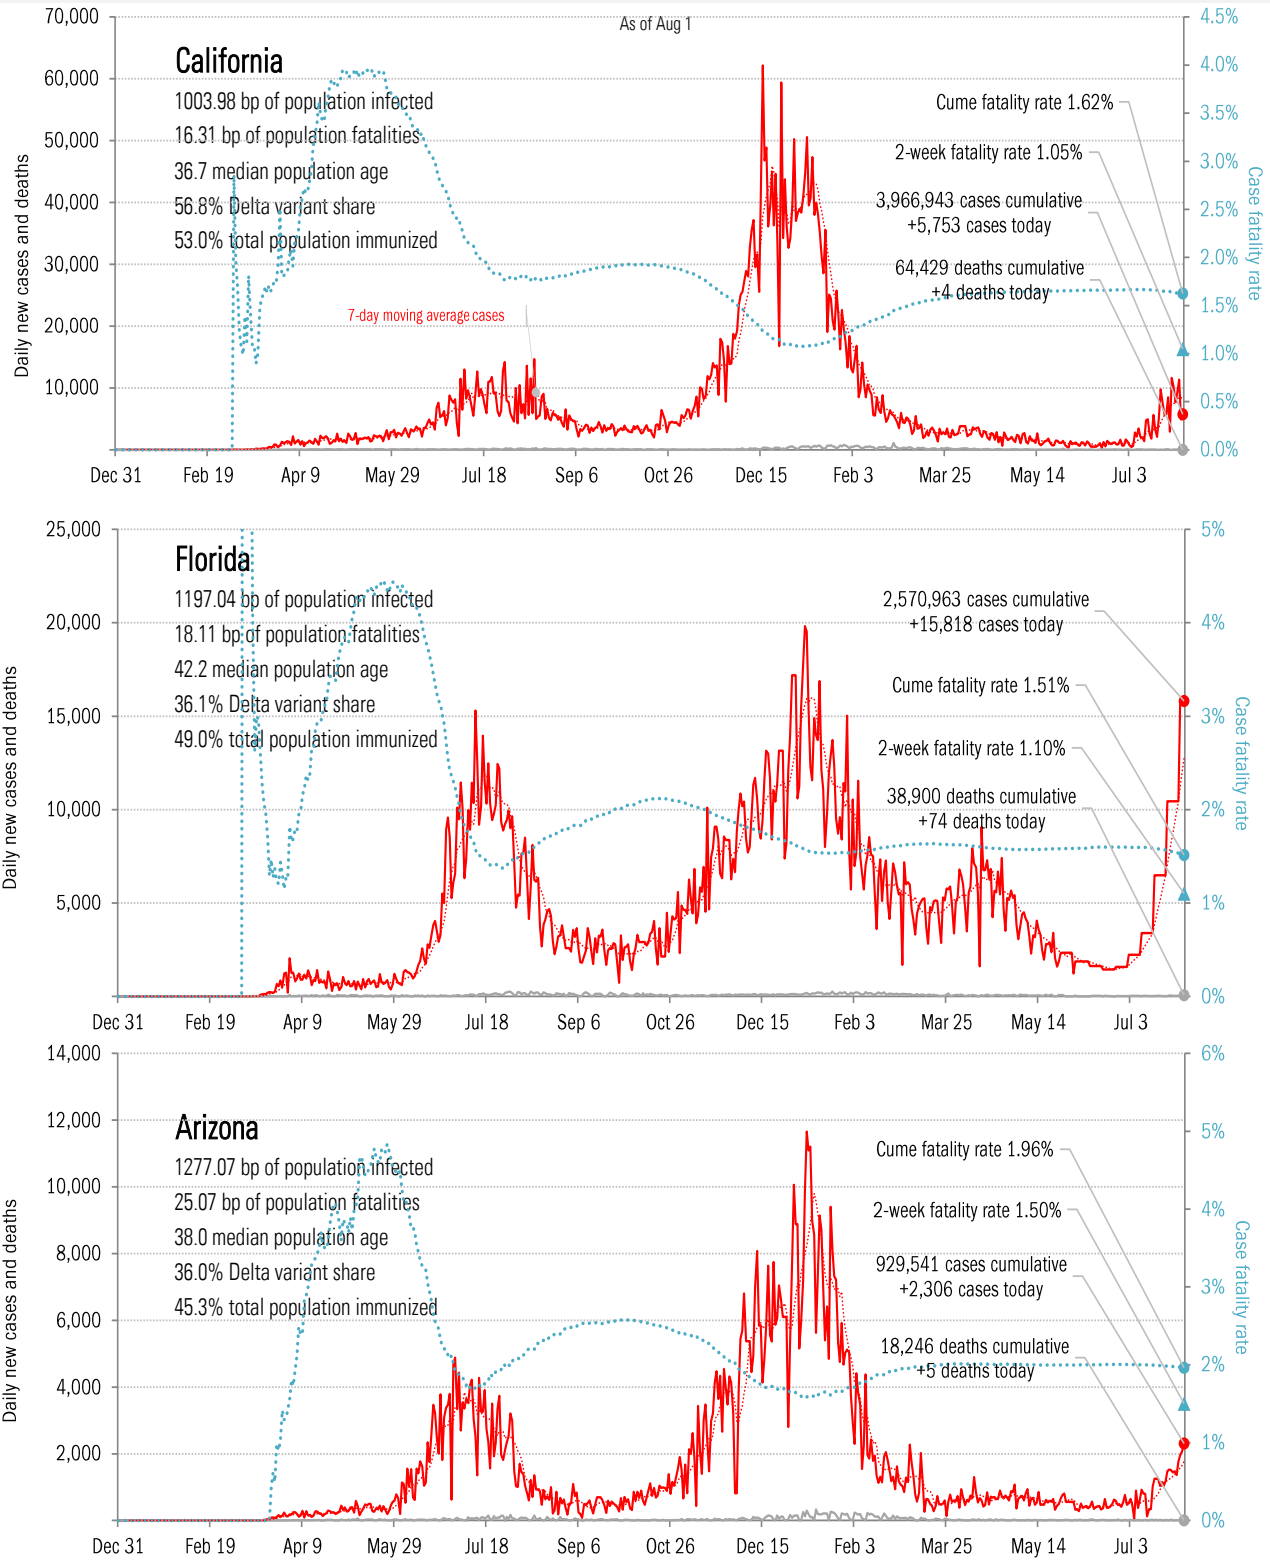 As of Aug 1
70,000
60,000
50,000
40,000
30,000
20,000
10,000
Daily new cases and deaths
California
1003.98 bp of population infected
16.31 bp of population fatalities
36.7 median population age
56.8% Delta variant share
53.0% total population immunized
7-day moving average cases
Cume fatality rate 1.62%
2-week fatality rate 1.05%
3,966,943 cases cumulative
+5,753 cases today
64,429 deaths cumulative
+4 deaths today
4.5%
4.0%
3.5%
3.0%
2.5%
2.0%
1.5%
1.0%
0.5%
0.0%
Case fatality rate
Dec 31 Feb 19 Apr 9 May 29 Jul 18 Sep 6 Oct 26 Dec 15 Feb 3 Mar 25 May 14 Jul 3
25,000
20,000
15,000
10,000
5,000
Daily new cases and deaths
Florida
1197.04 bp of population infected
18.11 bp of population fatalities
42.2 median population age
36.1% Delta variant share
49.0% total population immunized
2,570,963 cases cumulative
+15,818 cases today
Cume fatality rate 1.51%
2-week fatality rate 1.10%
38,900 deaths cumulative
+74 deaths today
5%
4%
3%
2%
1%
0%
Case fatality rate
Dec 31 Feb 19 Apr 9 May 29 Jul 18 Sep 6 Oct 26 Dec 15 Feb 3 Mar 25 May 14 Jul 3
14,000
12,000
10,000
8,000
6,000
4,000
2,000
Daily new cases and deaths
Arizona
1277.07 bp of population infected
25.07 bp of population fatalities
38.0 median population age
36.0% Delta variant share
45.3% total population immunized
Cume fatality rate 1.96%
2-week fatality rate 1.50%
929,541 cases cumulative
+2,306 cases today
18,246 deaths cumulative
+5 deaths today
6%
5%
4%
3%
2%
1%
0%
Case fatality rate
Dec 31 Feb 19 Apr 9 May 29 Jul 18 Sep 6 Oct 26 Dec 15 Feb 3 Mar 25 May 14 Jul 3